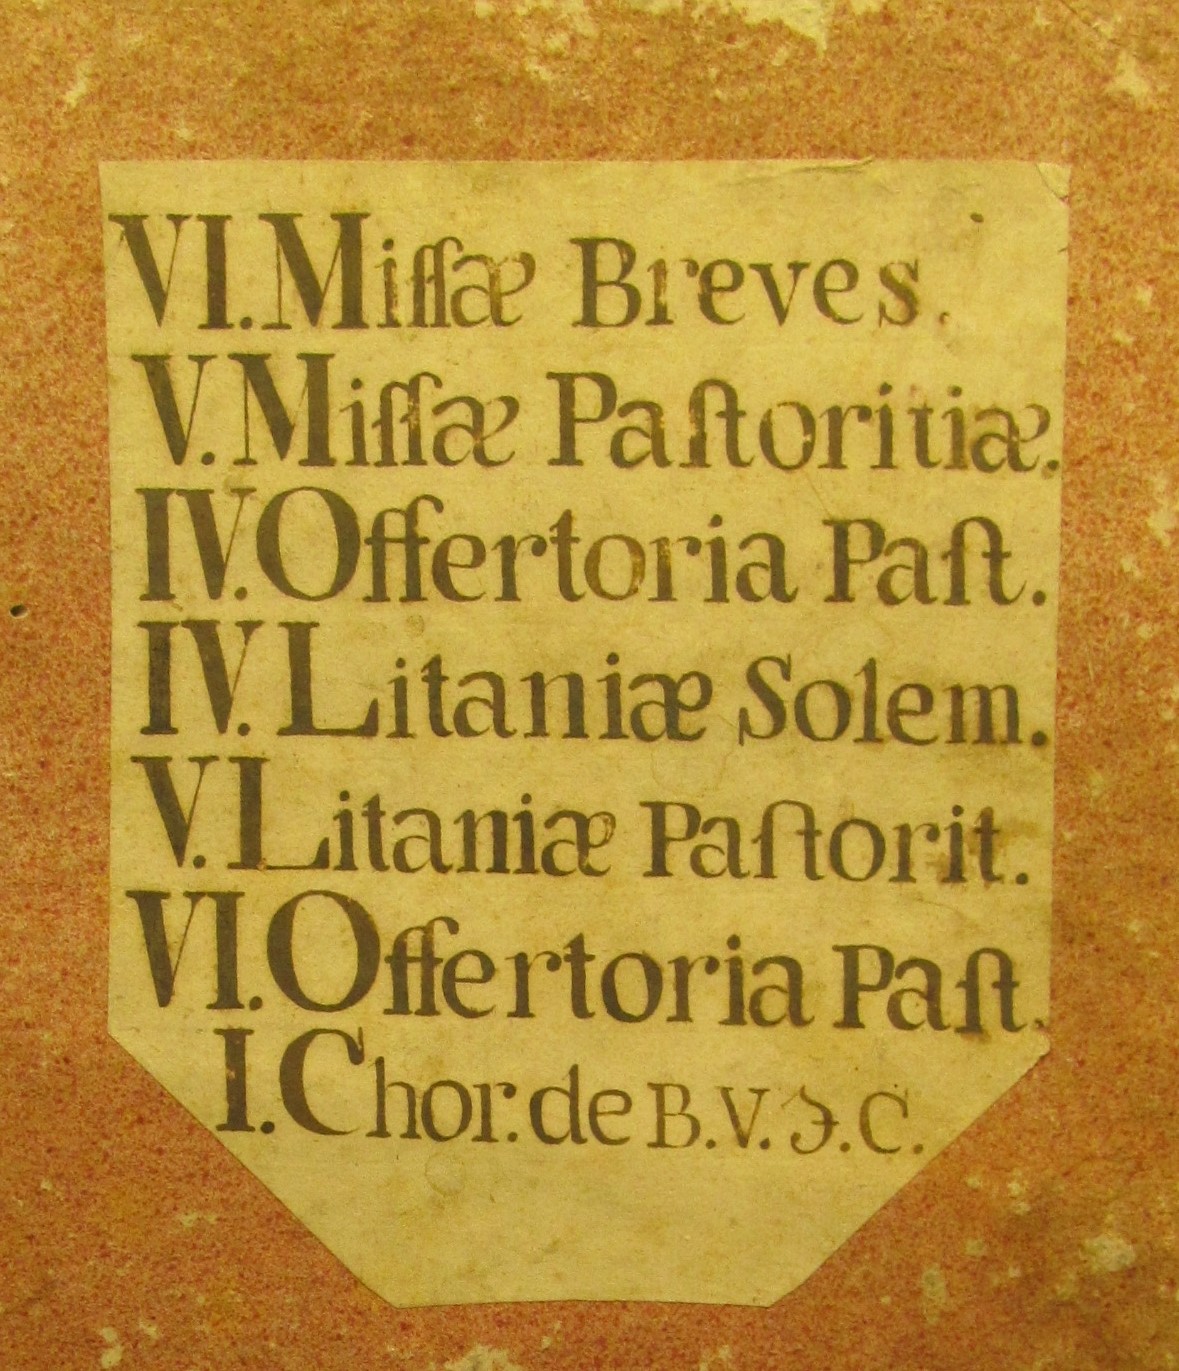 VI. Miſſæ Breves.
V. Miſſæ Paſtoritiæ.
IV. Offertoria Paſt.
IV. Litaniæ Solem.
V. Litaniæ Paſtorit.
VI. Offertoria Paſt.
I. Chor. de B. V. I. C.